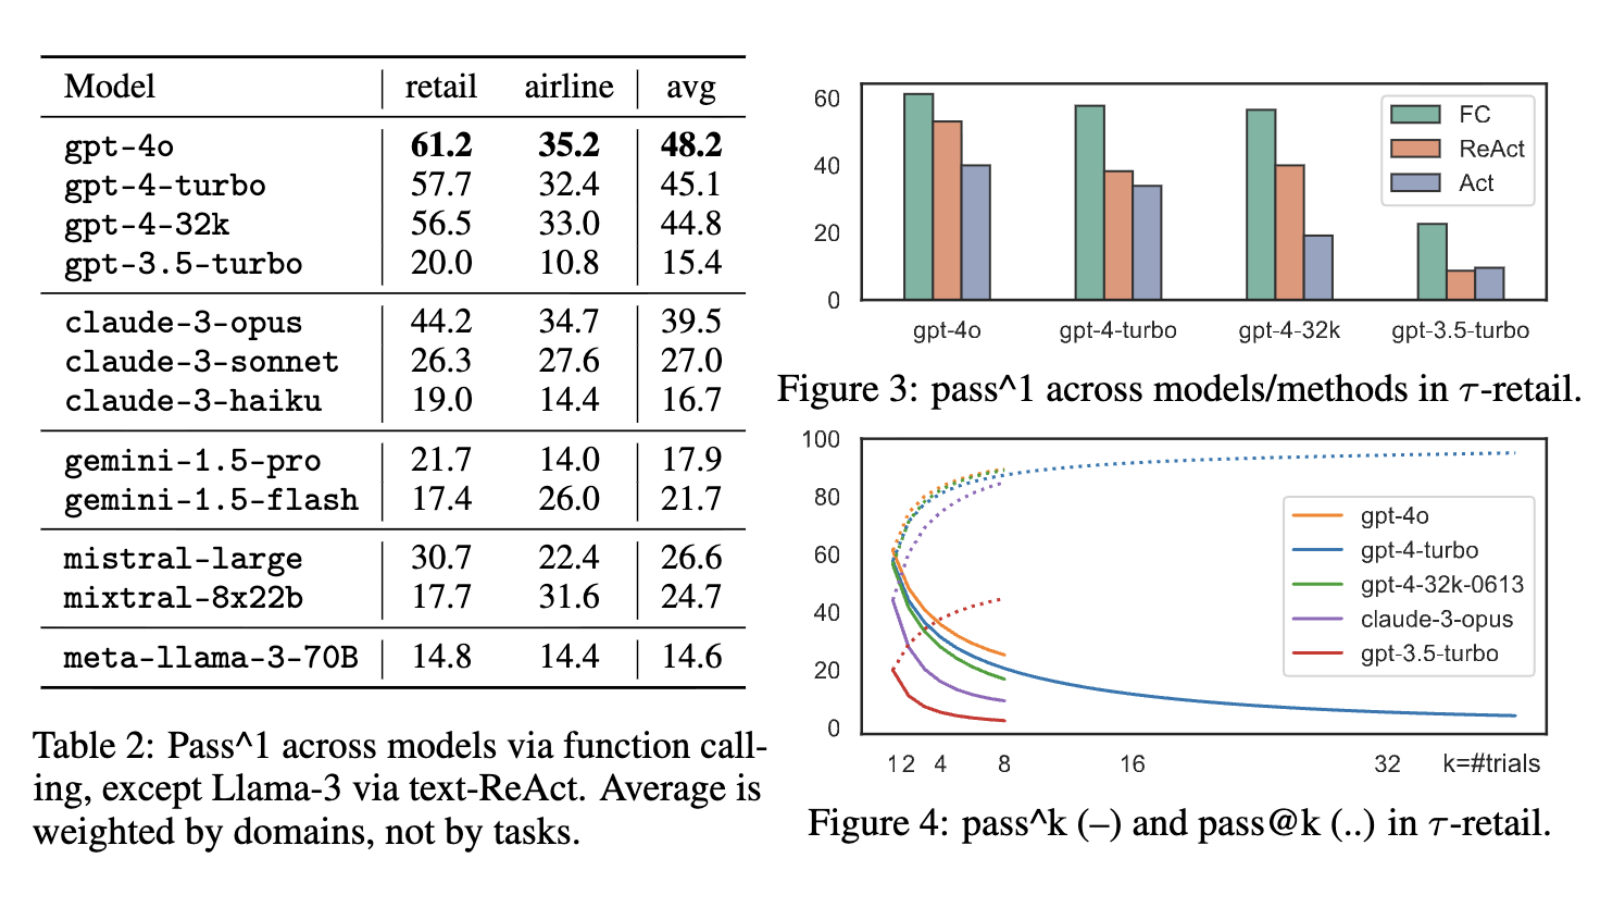 Model retail airline avg
gpt-4o 61.2 35.2 48.2
gpt-4-turbo 57.7 32.4 45.1
gpt-4-32k 56.5 33.0 44.8
gpt-3.5-turbo 20.0 10.8 15.4
claude-3-opus 44.2 34.7 39.5
claude-3-sonnet 26.3 27.6 27.0
claude-3-haiku 19.0 14.4 16.7
gemini-1.5-pro 21.7 14.0 17.9
gemini-1.5-flash 17.4 26.0 21.7
mistral-large 30.7 22.4 26.6
mixtral-8x22b 17.7 31.6 24.7
meta-llama-3-70B 14.8 14.4 14.6
Table 2: Pass^1 across models via function call-
ing, except Llama-3 via text-ReAct. Average is
weighted by domains, not by tasks.
60
40
20
0
FC
ReAct
Act
gpt-4o gpt-4-turbo gpt-4-32k gpt-3.5-turbo
Figure 3: pass^1 across models/methods in τ-retail.
100
80
60
40
20
0
gpt-4o
gpt-4-turbo
gpt-4-32k-0613
claude-3-opus
gpt-3.5-turbo
1 2 4 8 16 32 k=#trials
Figure 4: pass^k (–) and pass@k (..) in τ-retail.